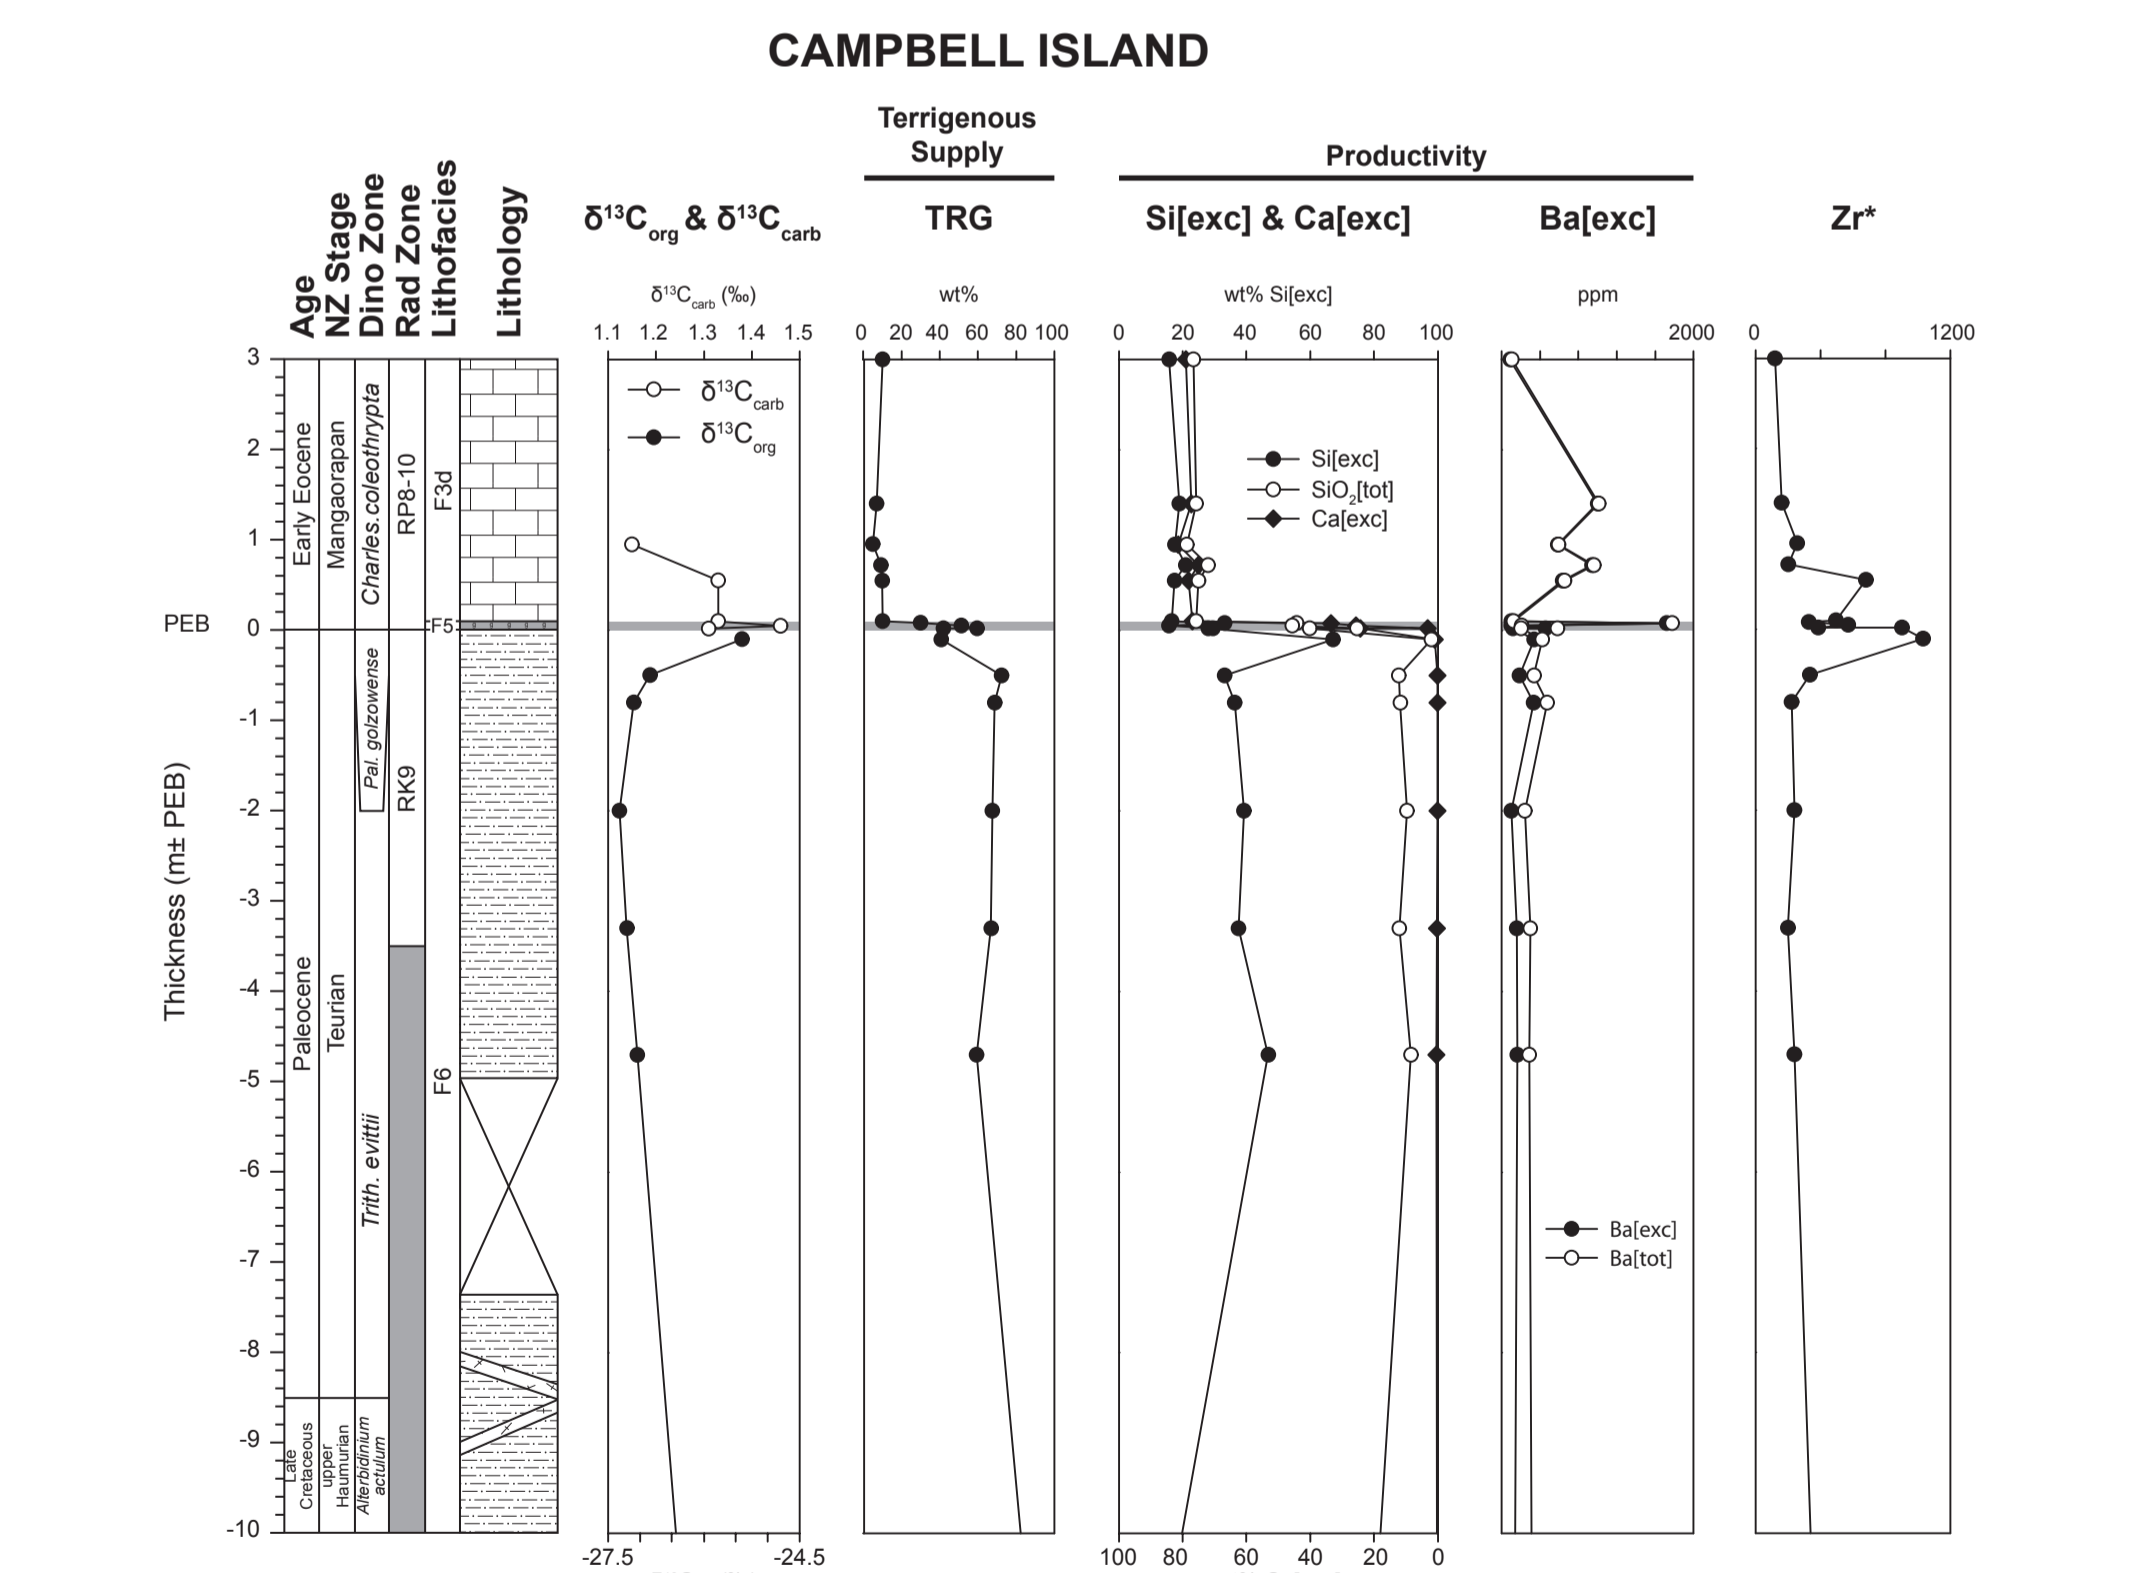 CAMPBELL ISLAND
Terrigenous
Supply
Productivity
Age
NZ Stage
Dino Zone
Rad Zone
Lithofacies
Lithology
δ¹³Corg & δ¹³Ccarb
TRG
Si[exc] & Ca[exc]
Ba[exc]
Zr*
δ¹³Ccarb (‰)
wt%
wt% Si[exc]
ppm
1.1 1.2 1.3 1.4 1.5
0 20 40 60 80 100
0 20 40 60 80 100
2000
0 1200
3
2
1
PEB 0
-1
-2
-3
-4
-5
-6
-7
-8
-9
-10
Thickness (m± PEB)
Early Eocene
Paleocene
Late
Cretaceous
Mangaorapan
Teurian
upper
Haumurian
Charles.coleothrypta
Pal. golzowense
Trith. evittii
Alterbidinium
actulum
RP8-10
RK9
F3d
F5
F6
δ¹³Ccarb
δ¹³Corg
Si[exc]
SiO₂[tot]
Ca[exc]
Ba[exc]
Ba[tot]
-27.5 -24.5
100 80 60 40 20 0